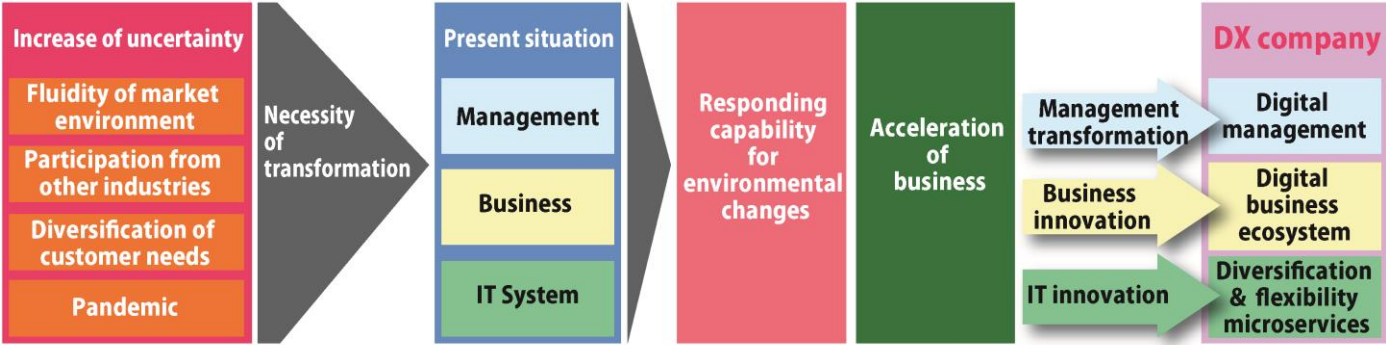 Increase of uncertainty
Fluidity of market
environment
Participation from
other industries
Diversification of
customer needs
Pandemic
Necessity
of
transformation
Present situation
Management
Business
IT System
Responding
capability
for
environmental
changes
Acceleration
of
business
Management
transformation
Business
innovation
IT innovation
DX company
Digital
management
Digital
business
ecosystem
Diversification
& flexibility
microservices